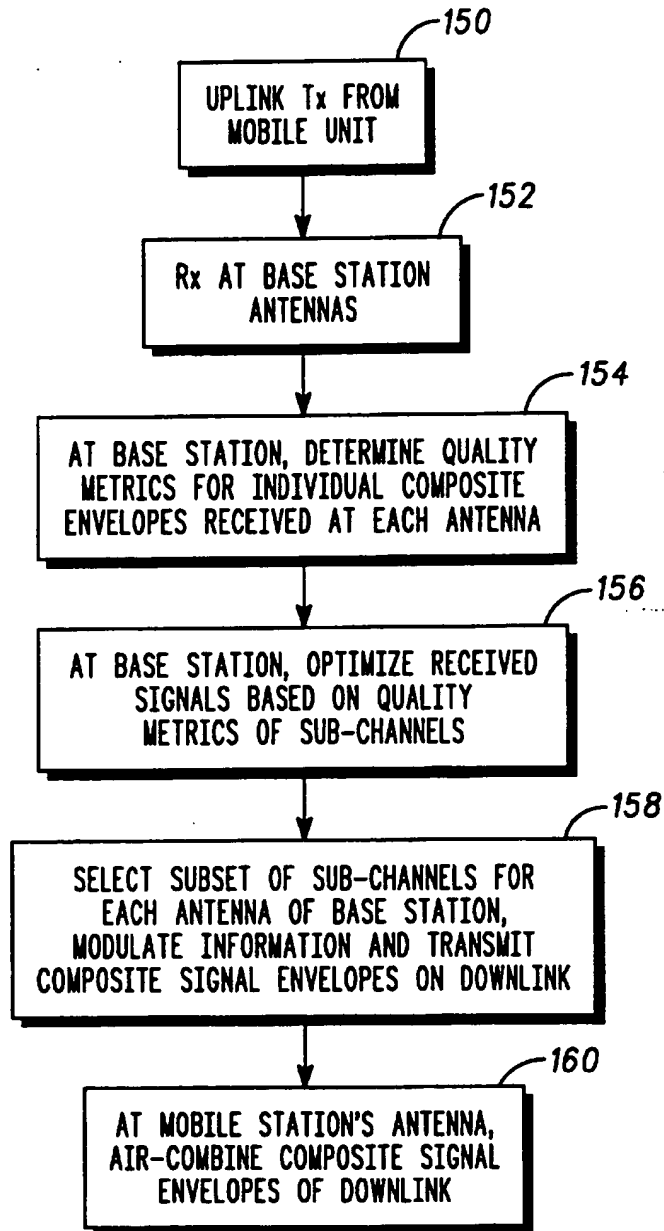 150
UPLINK Tx FROM
MOBILE UNIT
152
Rx AT BASE STATION
ANTENNAS
154
AT BASE STATION, DETERMINE QUALITY
METRICS FOR INDIVIDUAL COMPOSITE
ENVELOPES RECEIVED AT EACH ANTENNA
156
AT BASE STATION, OPTIMIZE RECEIVED
SIGNALS BASED ON QUALITY
METRICS OF SUB-CHANNELS
158
SELECT SUBSET OF SUB-CHANNELS FOR
EACH ANTENNA OF BASE STATION,
MODULATE INFORMATION AND TRANSMIT
COMPOSITE SIGNAL ENVELOPES ON DOWNLINK
160
AT MOBILE STATION'S ANTENNA,
AIR-COMBINE COMPOSITE SIGNAL
ENVELOPES OF DOWNLINK